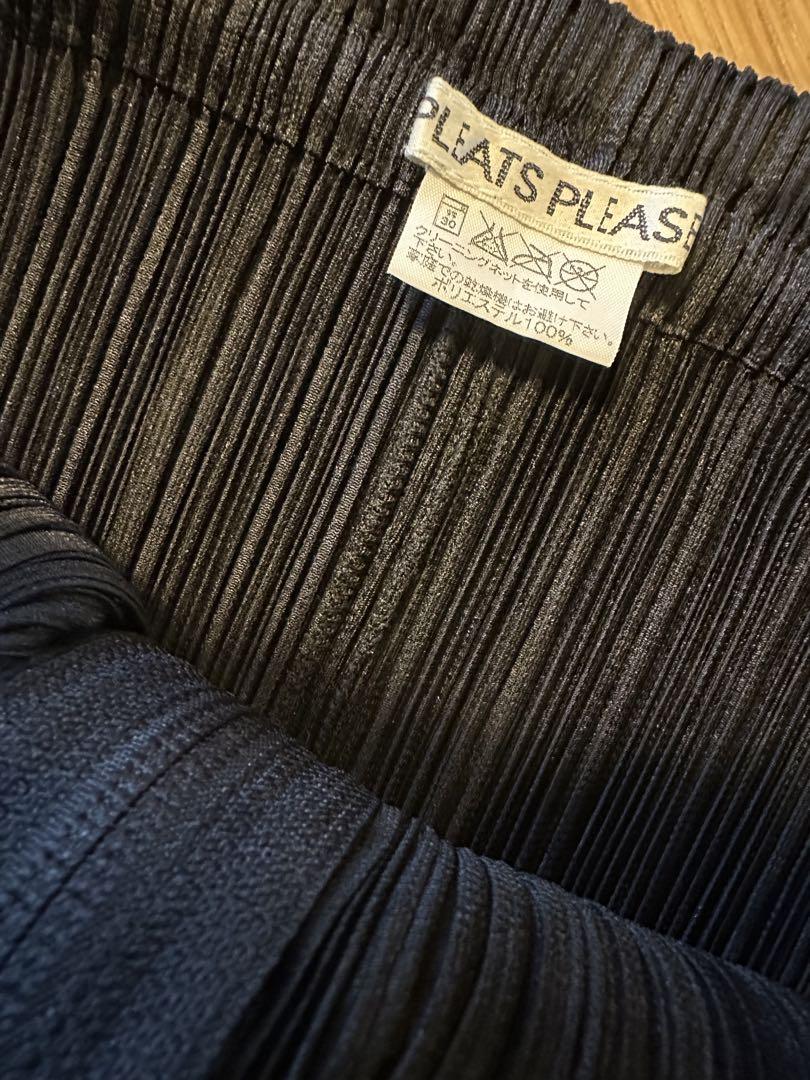 PLEATS PLEASE
30
クリーニングネットを使用して
下さい。
家庭での乾燥機はお避け下さい。
ポリエステル100%